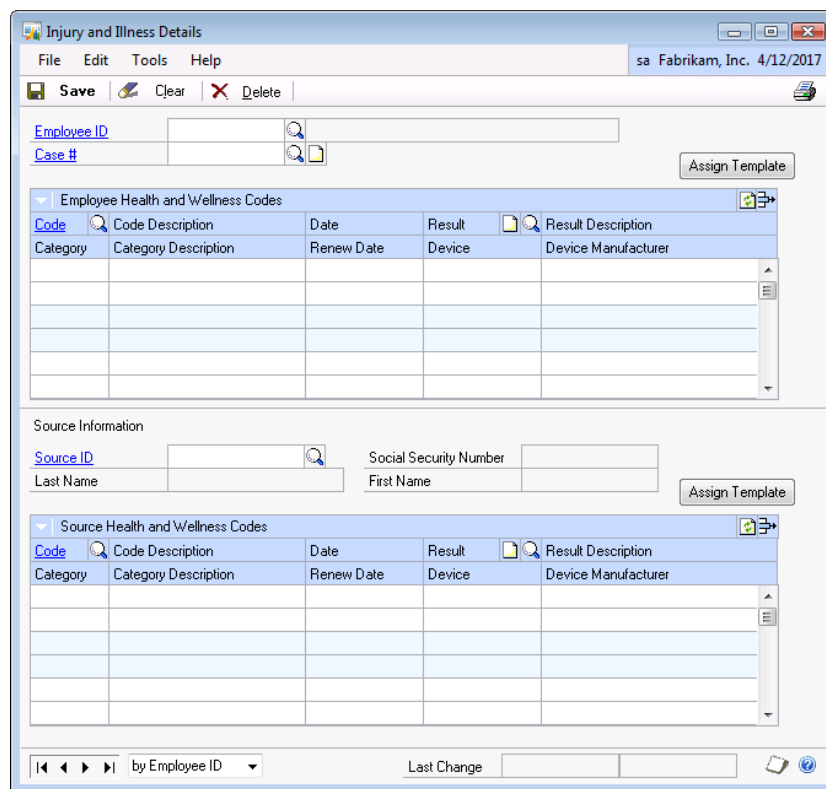 Injury and Illness Details
File Edit Tools Help sa Fabrikam, Inc. 4/12/2017
Save Clear Delete
Employee ID
Case #
Assign Template
Employee Health and Wellness Codes
Code Code Description Date Result Result Description
Category Category Description Renew Date Device Device Manufacturer
Source Information
Source ID Social Security Number
Last Name First Name
Assign Template
Source Health and Wellness Codes
Code Code Description Date Result Result Description
Category Category Description Renew Date Device Device Manufacturer
by Employee ID Last Change